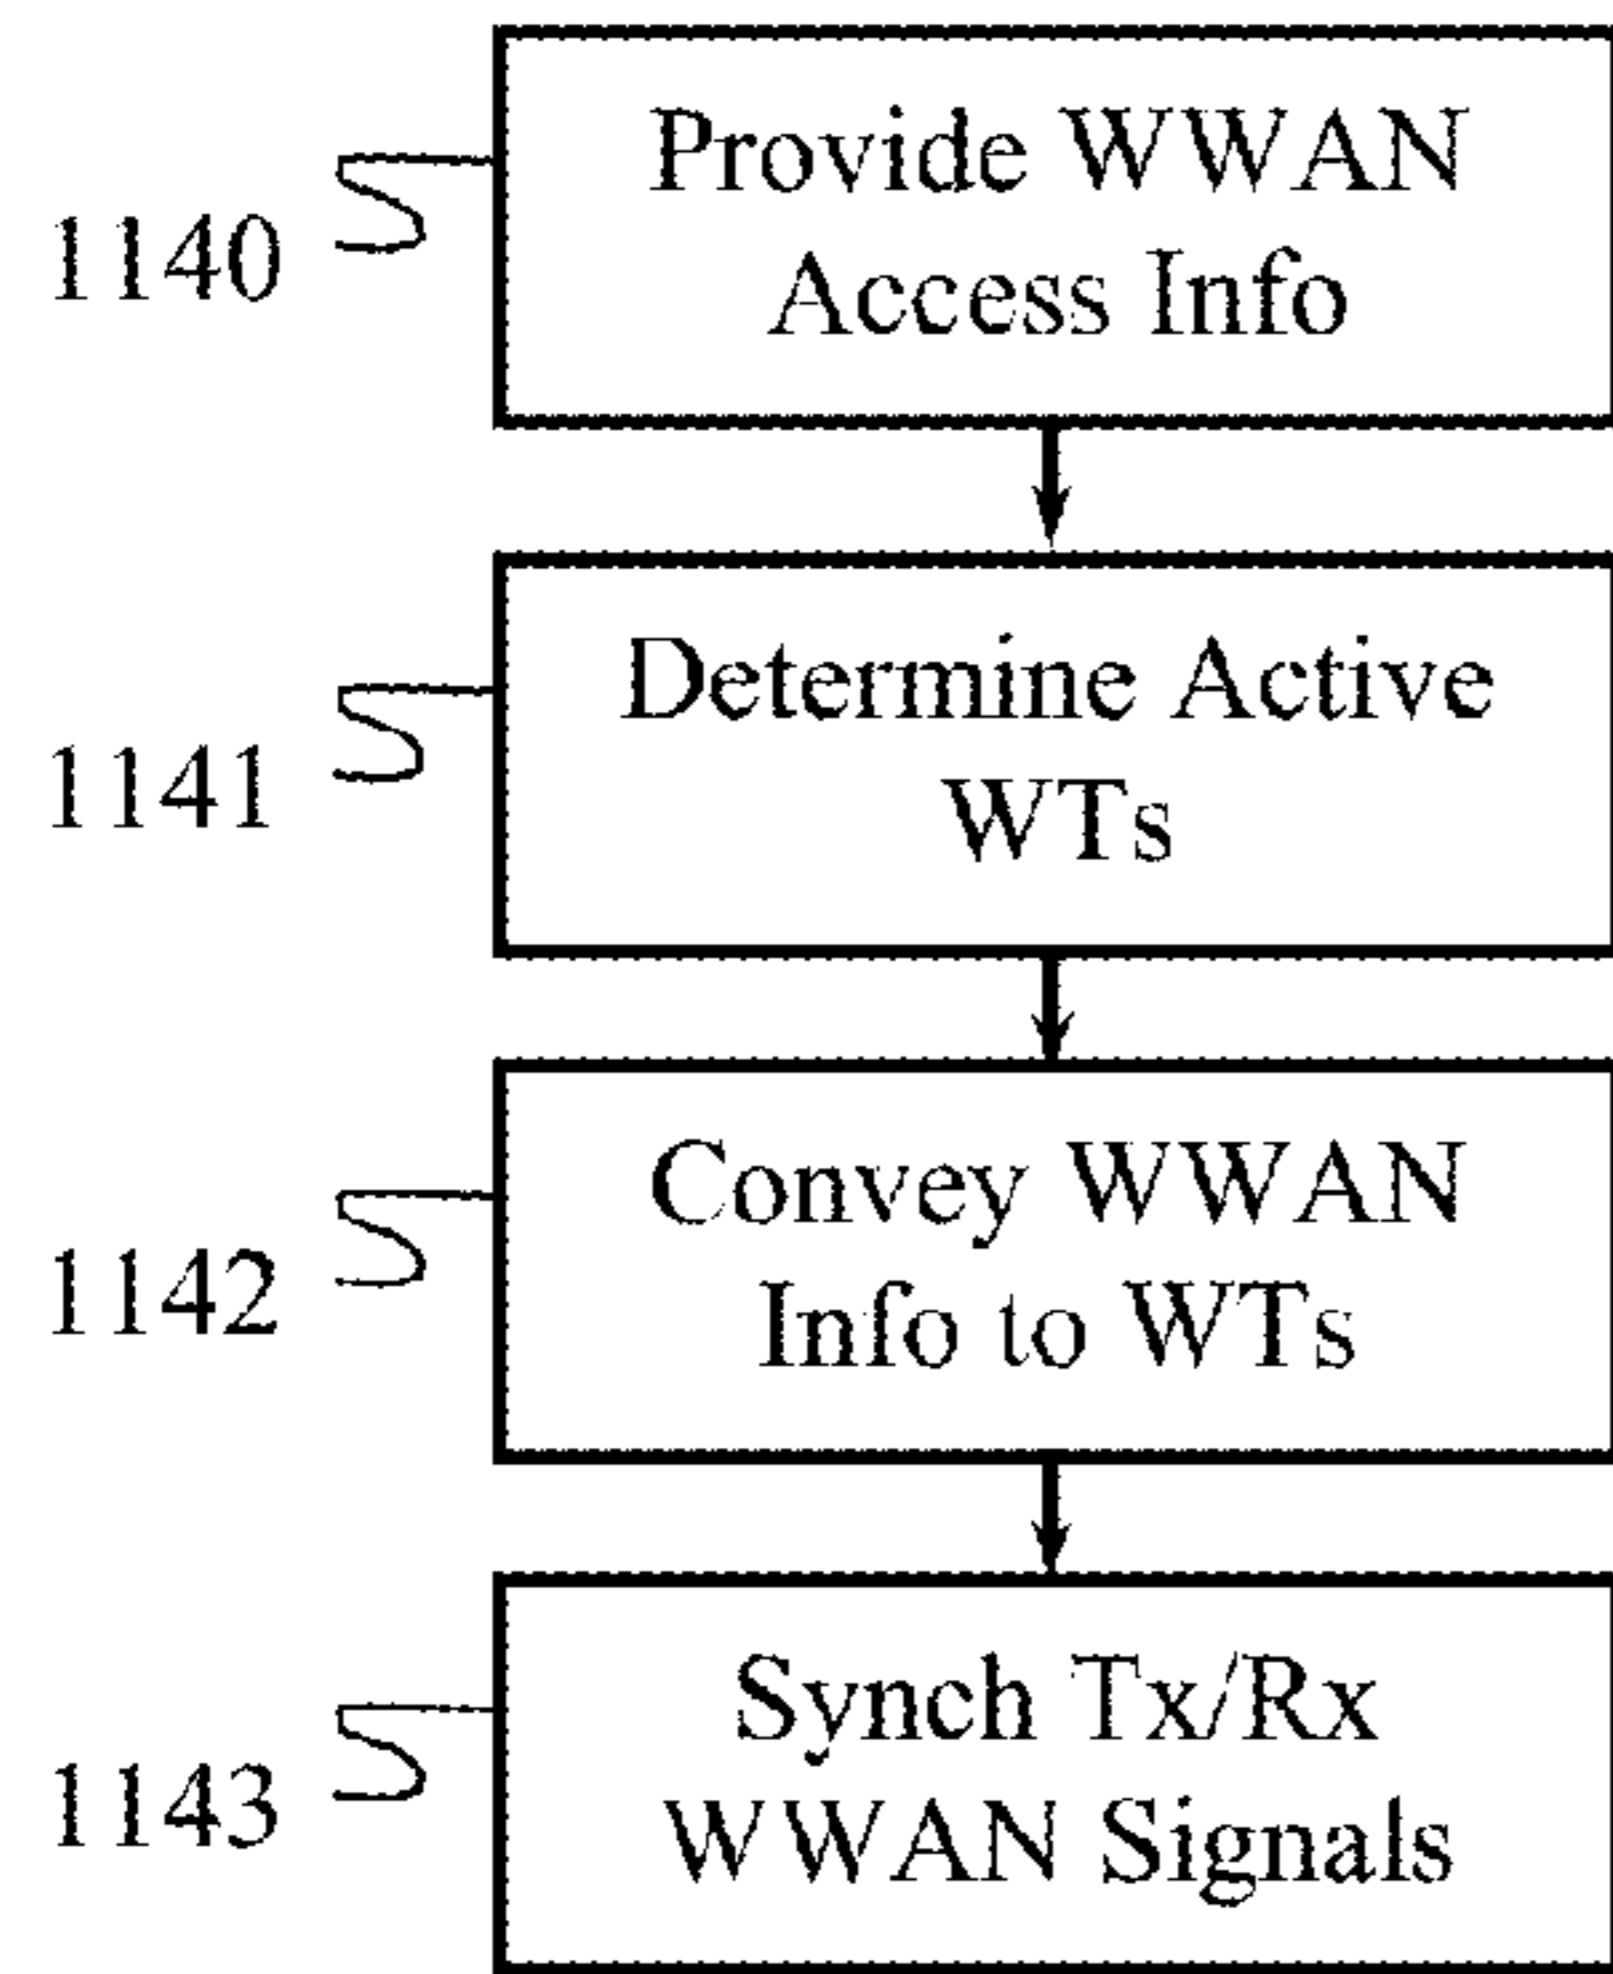 Provide WWAN
Access Info
1140
Determine Active
WTs
1141
Convey WWAN
Info to WTs
1142
Synch Tx/Rx
WWAN Signals
1143